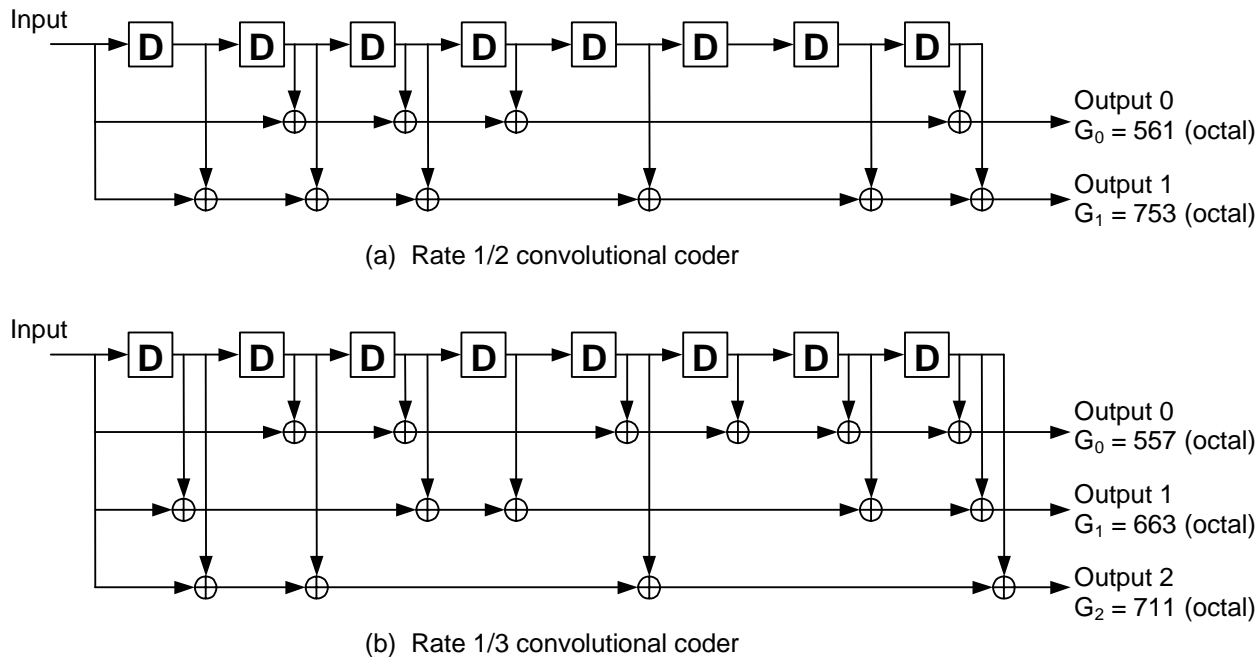 Input
D D D D D D D D
Output 0
G₀ = 561 (octal)
Output 1
G₁ = 753 (octal)
(a) Rate 1/2 convolutional coder
Input
D D D D D D D D
Output 0
G₀ = 557 (octal)
Output 1
G₁ = 663 (octal)
Output 2
G₂ = 711 (octal)
(b) Rate 1/3 convolutional coder